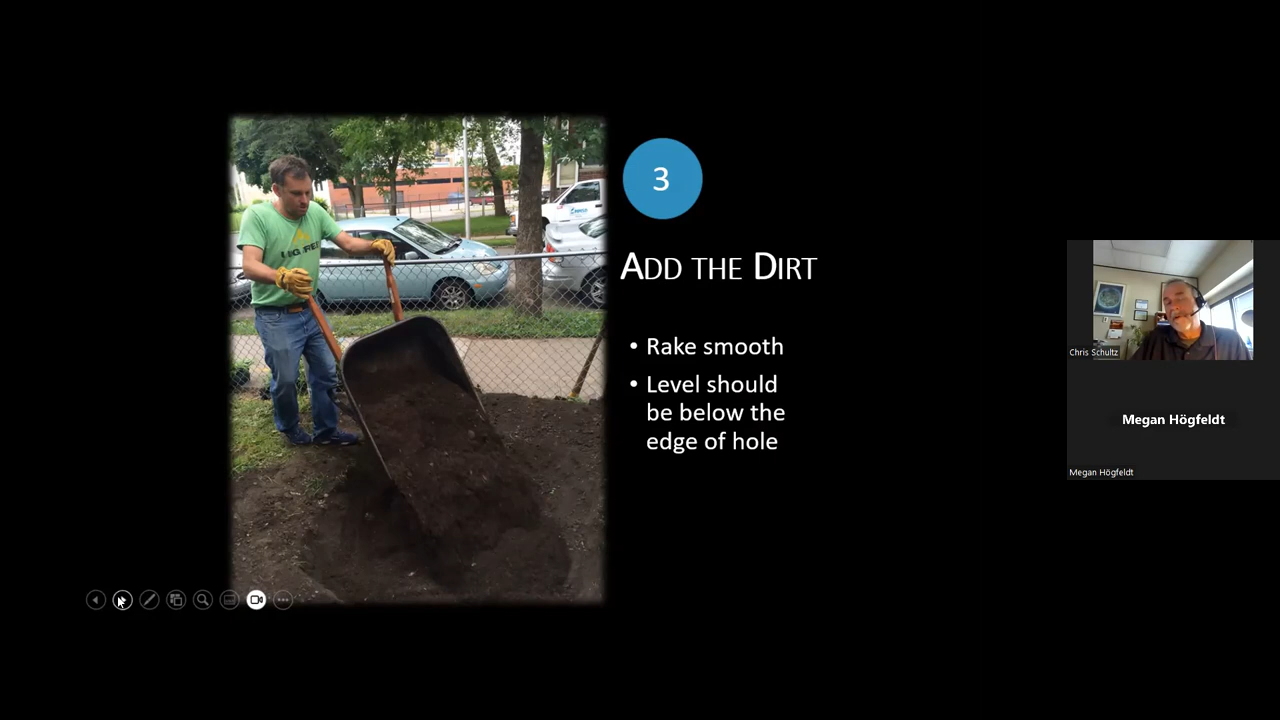 3
ADD THE DIRT
• Rake smooth
• Level should
be below the
edge of hole
Chris Schultz
Megan Högfeldt
Megan Högfeldt